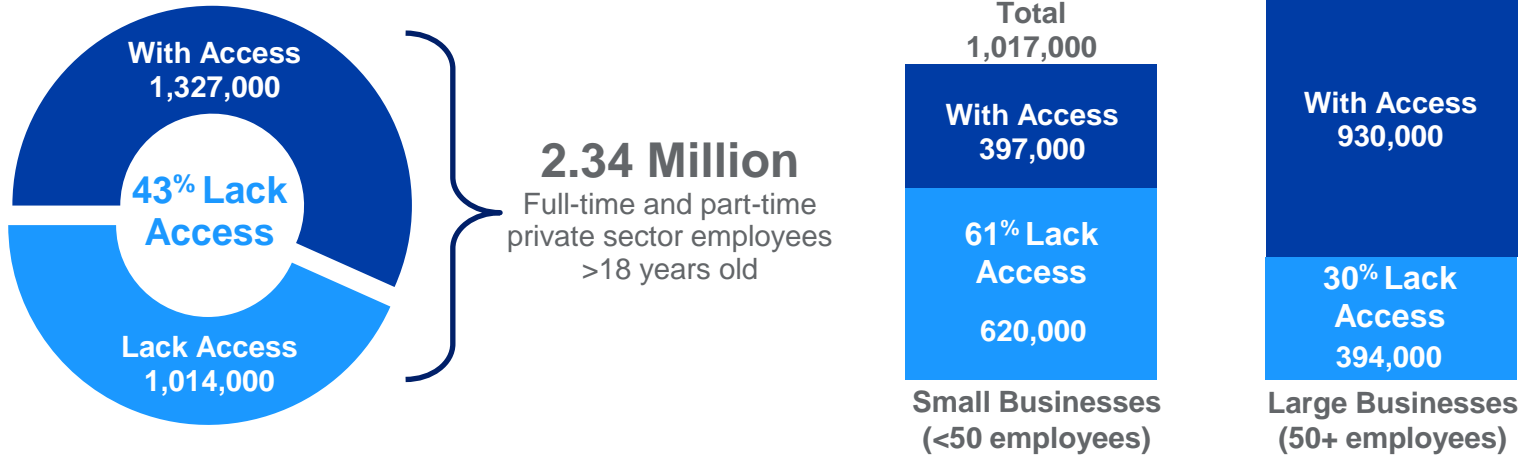 With Access
1,327,000
43% Lack
Access
Lack Access
1,014,000
2.34 Million
Full-time and part-time
private sector employees
>18 years old
Total
1,017,000
With Access
397,000
61% Lack
Access
620,000
Small Businesses
(<50 employees)
With Access
930,000
30% Lack
Access
394,000
Large Businesses
(50+ employees)